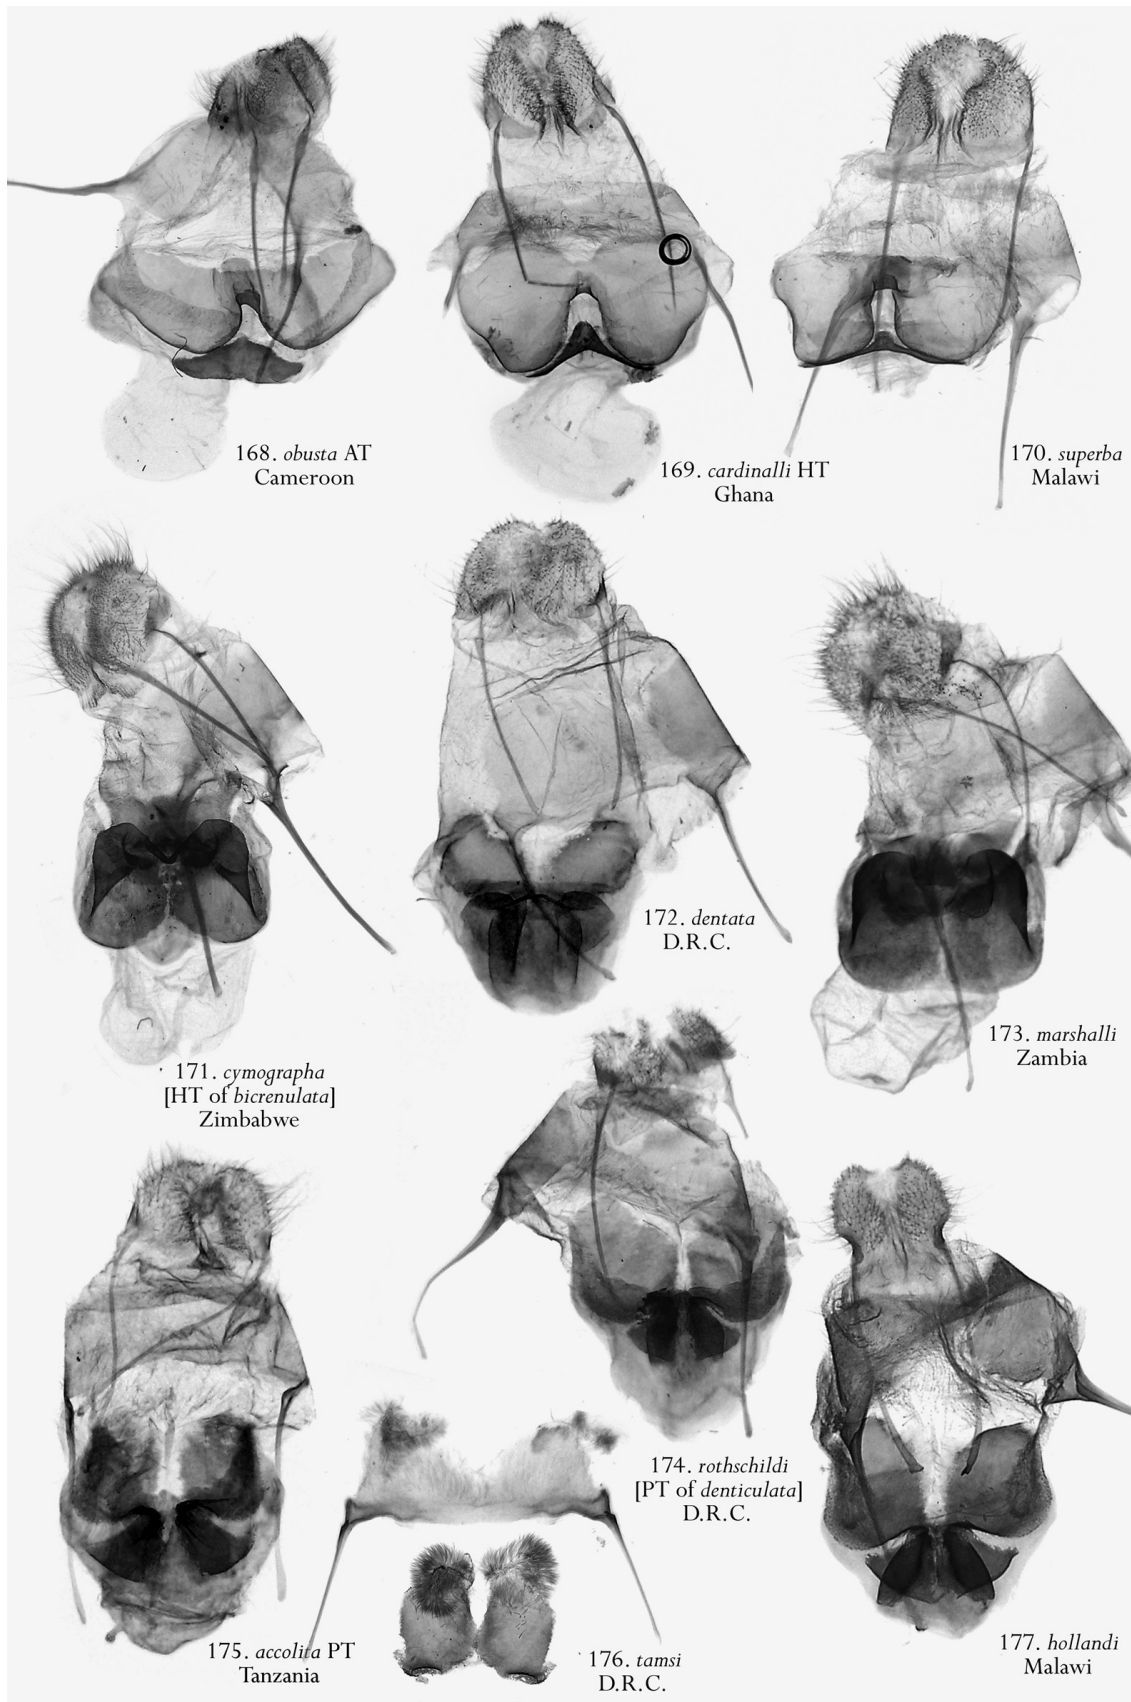 168. obusta AT
Cameroon
169. cardinalli HT
Ghana
170. superba
Malawi
171. cymographa
[HT of bicrenulata]
Zimbabwe
172. dentata
D.R.C.
173. marshalli
Zambia
174. rothschildi
[PT of denticulata]
D.R.C.
175. accolita PT
Tanzania
176. tamsi
D.R.C.
177. hollandi
Malawi